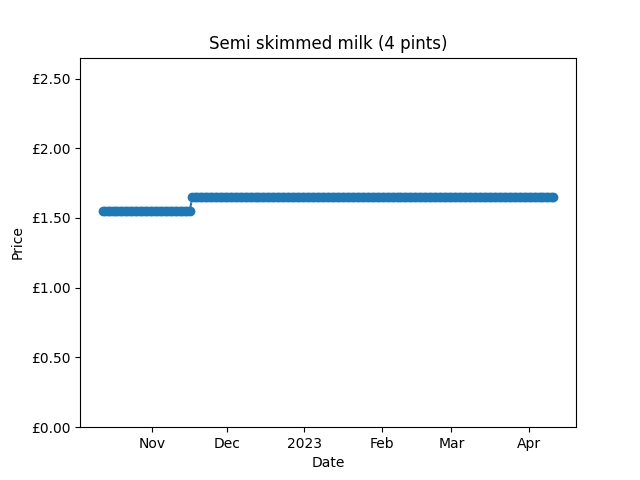 Semi skimmed milk (4 pints)
£2.50
£2.00
£1.50
£1.00
£0.50
£0.00
Price
Nov Dec 2023 Feb Mar Apr
Date